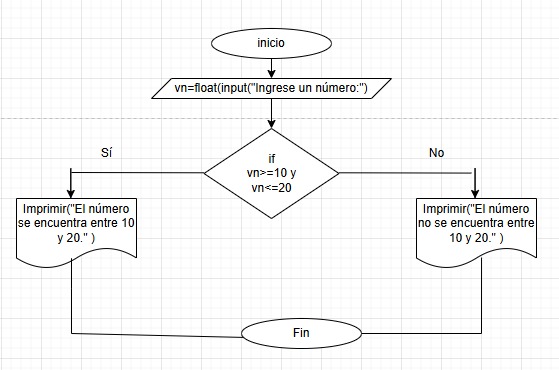 inicio
vn=float(input("Ingrese un número:")
if
vn>=10 y
vn<=20
Sí
No
Imprimir("El número
se encuentra entre 10
y 20." )
Imprimir("El número
no se encuentra entre
10 y 20." )
Fin